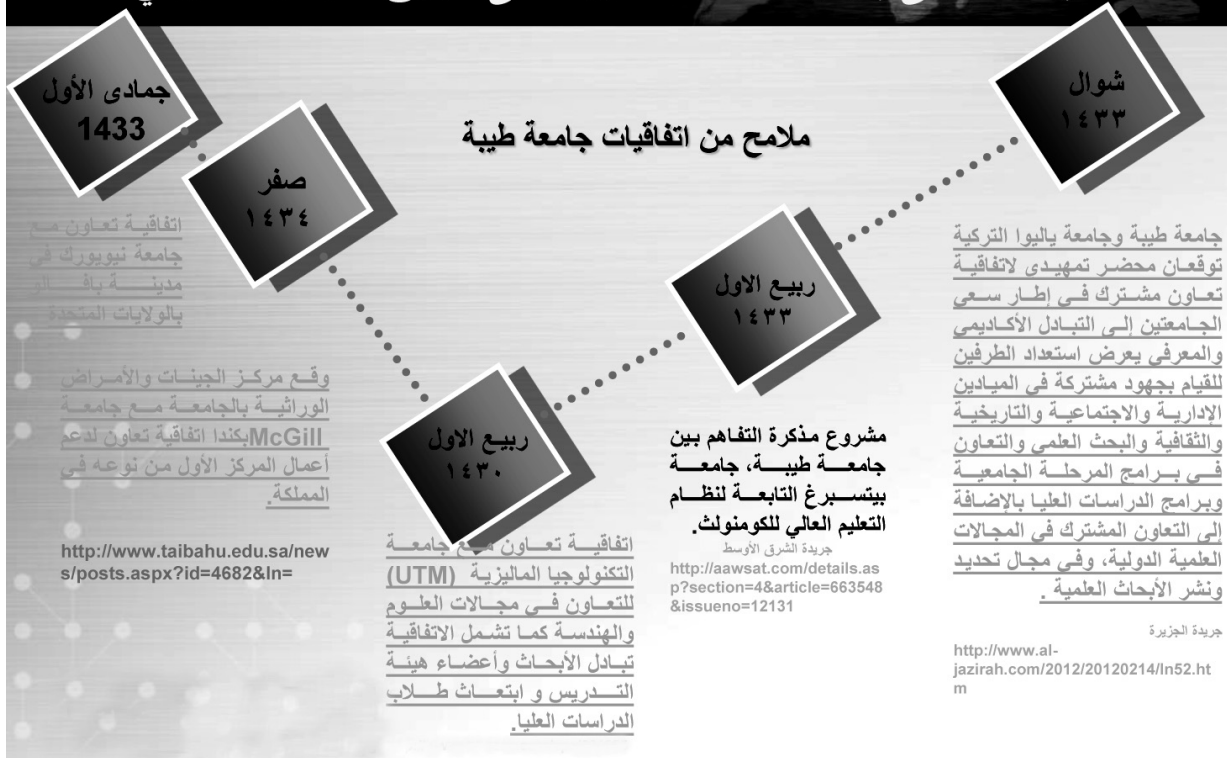 ملامح من اتفاقيات جامعة طيبة
شوال
١٤٣٣
جامعة طيبة وجامعة ياليوا التركية
توقعان محضر تمهيدى لاتفاقية
تعاون مشترك في إطار سعى
الجامعتين إلى التبادل الأكاديمي
والمعرفي يعرض استعداد الطرفين
للقيام بجهود مشتركة في الميادين
الإدارية والاجتماعية والتاريخية
والثقافية والبحث العلمى والتعاون
في برامج المرحلة الجامعية
وبرامج الدراسات العليا بالإضافة
إلى التعاون المشترك في المجالات
العلمية الدولية، وفي مجال تحديد
ونشر الأبحاث العلمية .
جريدة الجزيرة
http://www.al-
jazirah.com/2012/20120214/ln52.ht
m
ربيع الاول
١٤٣٣
مشروع مذكرة التفاهم بين
جامعة طيبة، جامعة
بيتسبرغ التابعة لنظام
التعليم العالي للكومنولث.
جريدة الشرق الأوسط
http://aawsat.com/details.as
p?section=4&article=663548
&issueno=12131
ربيع الاول
١٤٣٠
اتفاقية تعاون مع جامعة
التكنولوجيا الماليزية (UTM)
للتعاون في مجالات العلوم
والهندسة كما تشمل الاتفاقية
تبادل الأبحاث وأعضاء هيئة
التدريس و ابتعاث طلاب
الدراسات العليا.
صفر
١٤٣٤
وقع مركز الجينات والأمراض
الوراثية بالجامعة مع جامعة
McGillبكندا اتفاقية تعاون لدعم
أعمال المركز الأول من نوعه في
المملكة.
http://www.taibahu.edu.sa/new
s/posts.aspx?id=4682&ln=
جمادى الأول
1433
اتفاقية تعاون مع
جامعة نيويورك في
مدينة بافالو
بالولايات المتحدة